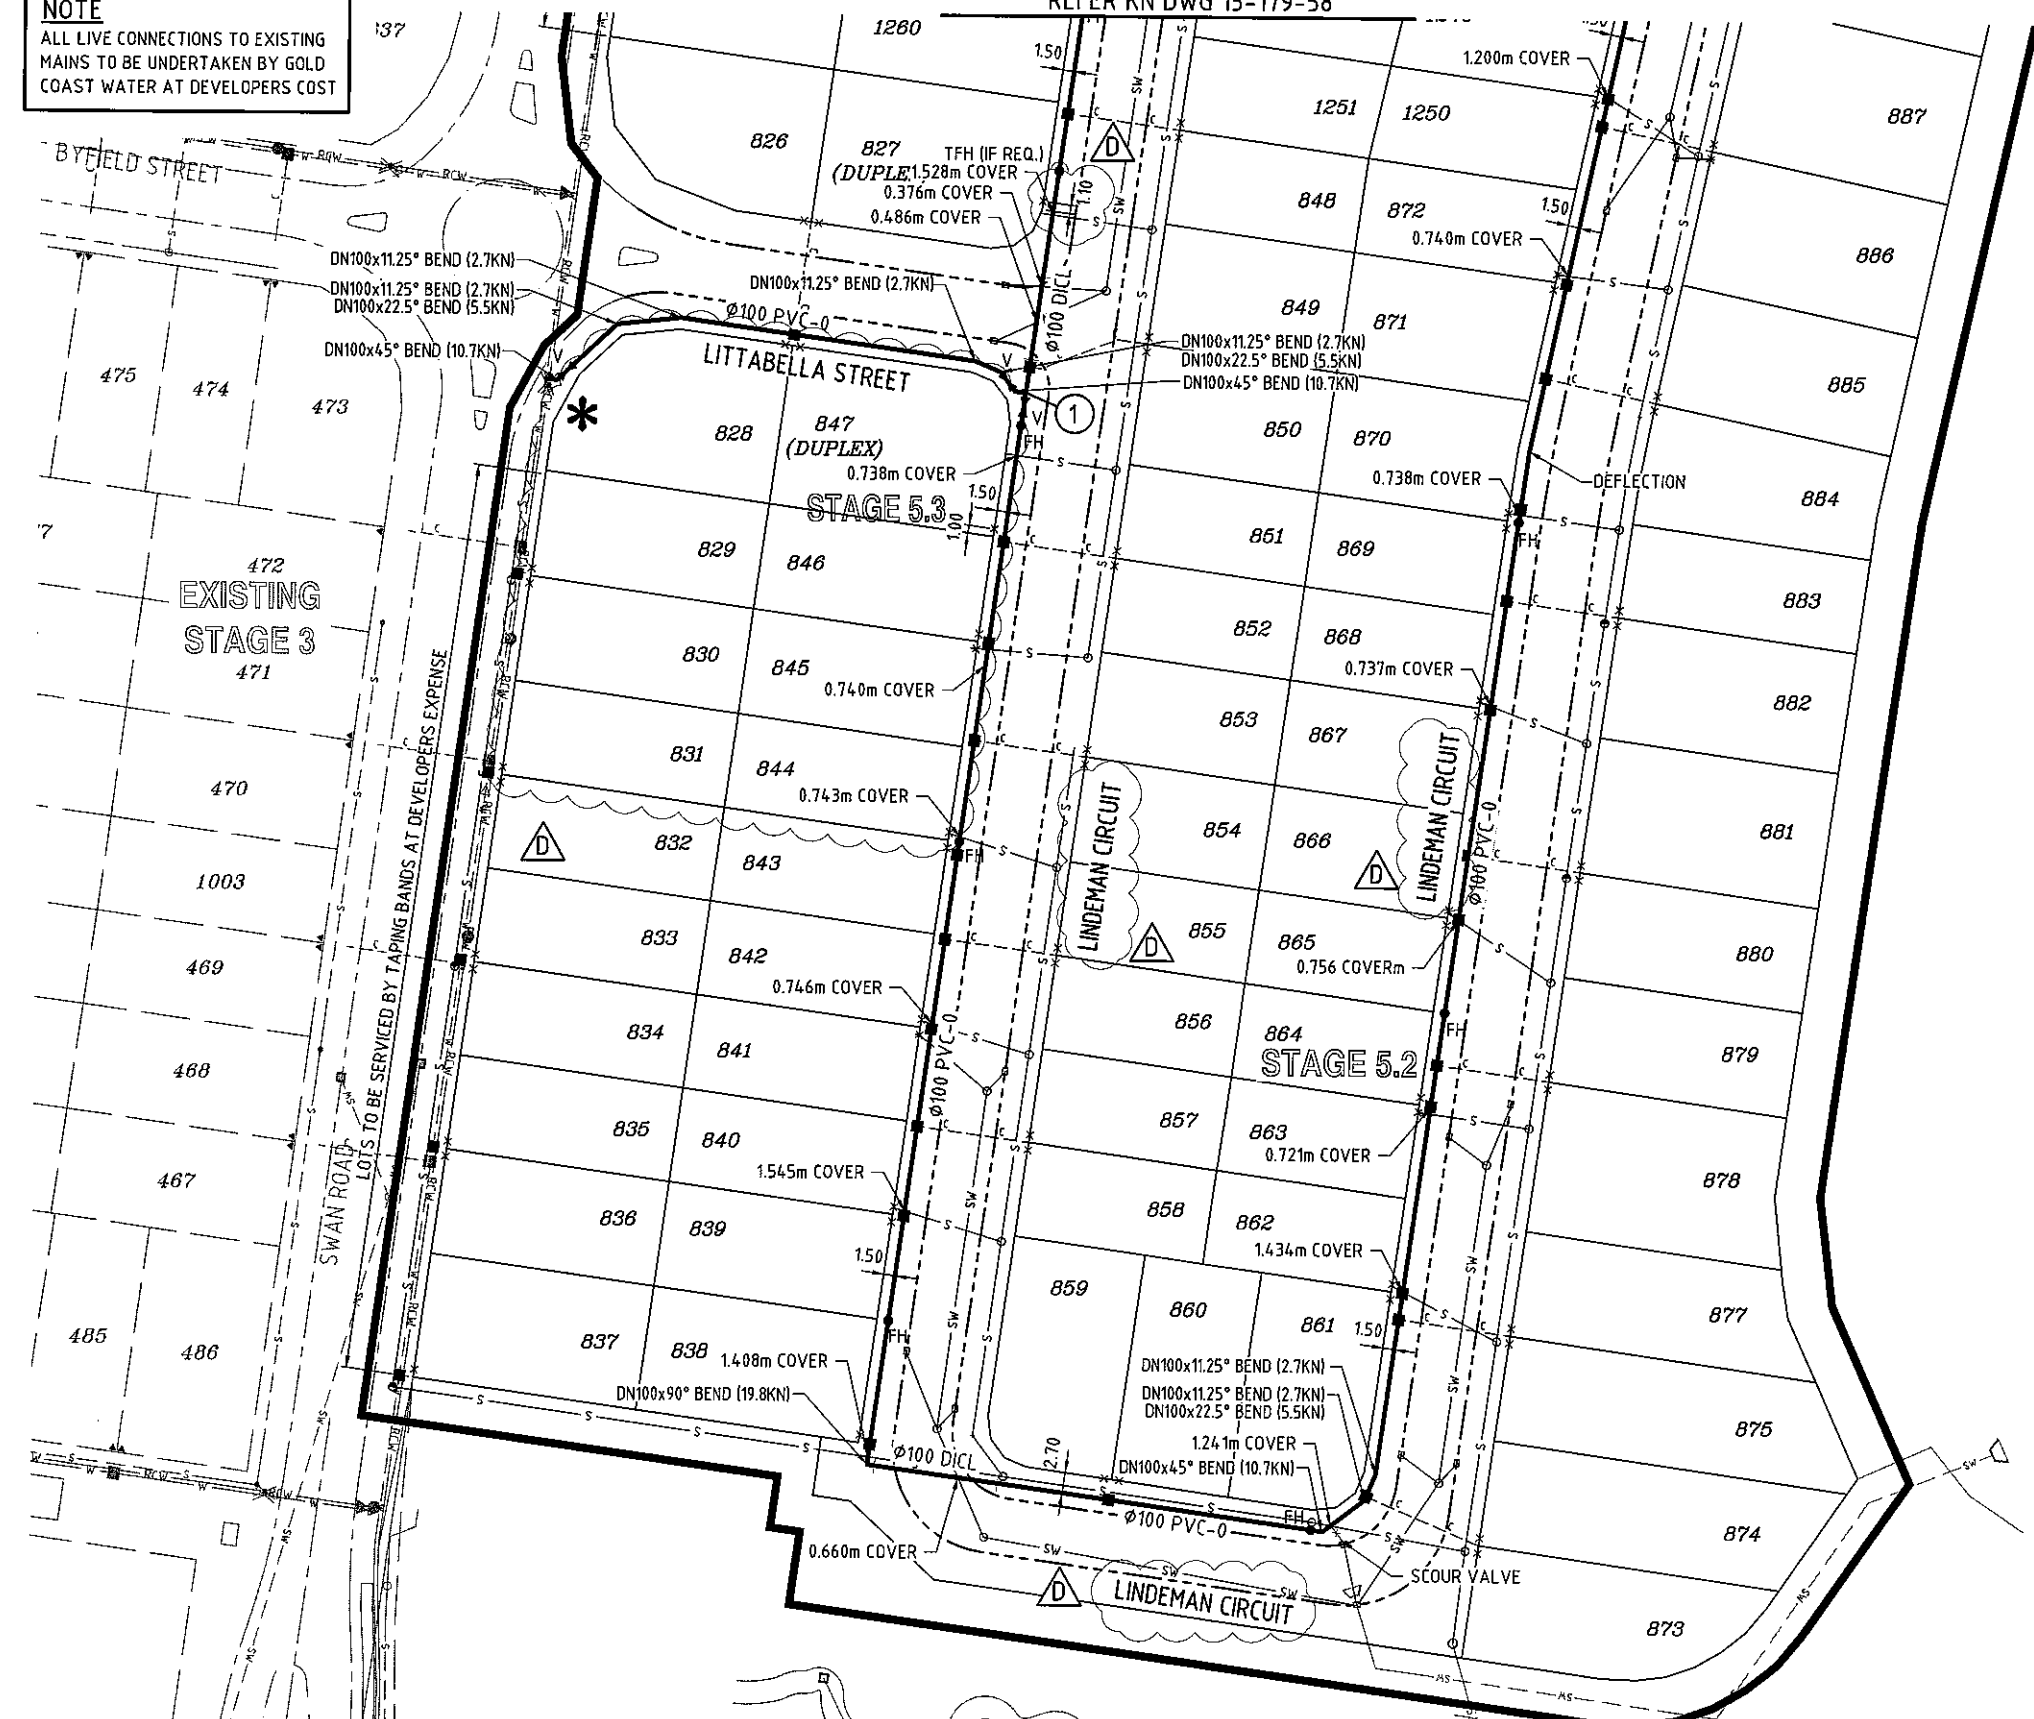 NOTE
ALL LIVE CONNECTIONS TO EXISTING
MAINS TO BE UNDERTAKEN BY GOLD
COAST WATER AT DEVELOPERS COST
REFER RN DWG 15-179-58
337
1260
1.50
1.200m COVER
826
827
(DUPLE
TFH (IF REQ.)
1.528m COVER
0.376m COVER
0.486m COVER
D
1.10
1251
1250
887
BYFIELD STREET
848
872
1.50
0.740m COVER
886
DN100x11.25° BEND (2.7KN)
DN100x11.25° BEND (2.7KN)
DN100x22.5° BEND (5.5KN)
DN100x45° BEND (10.7KN)
DN100x11.25° BEND (2.7KN)
Ø100 PVC-0
Ø100 DICL
LITTABELLA STREET
DN100x11.25° BEND (2.7KN)
DN100x22.5° BEND (5.5KN)
DN100x45° BEND (10.7KN)
849
871
885
475
474
473
*
1
V
V
V
FH
828
847
(DUPLEX)
0.738m COVER
850
870
0.738m COVER
DEFLECTION
884
STAGE 5.3
1.50
1.00
829
846
851
869
FH
883
472
EXISTING
STAGE 3
471
830
845
0.740m COVER
852
868
0.737m COVER
882
853
867
831
844
0.743m COVER
470
D
832
843
FH
LINDEMAN CIRCUIT
D
854
866
D
LINDEMAN CIRCUIT
Ø100 PVC-0
881
1003
833
842
855
865
0.756 COVERm
880
469
0.746m COVER
834
841
Ø100 PVC-0
856
864
FH
STAGE 5.2
879
468
LOTS TO BE SERVICED BY TAPING BANDS AT DEVELOPERS EXPENSE
SWAN ROAD
835
840
857
863
0.721m COVER
878
467
1.545m COVER
836
839
858
862
1.434m COVER
1.50
859
860
861
1.50
877
485
486
837
838
FH
1.408m COVER
DN100x90° BEND (19.8KN)
DN100x11.25° BEND (2.7KN)
DN100x11.25° BEND (2.7KN)
DN100x22.5° BEND (5.5KN)
1.241m COVER
DN100x45° BEND (10.7KN)
875
Ø100 DICL
2.70
Ø100 PVC-0
FH
874
0.660m COVER
D
LINDEMAN CIRCUIT
SCOUR VALVE
873